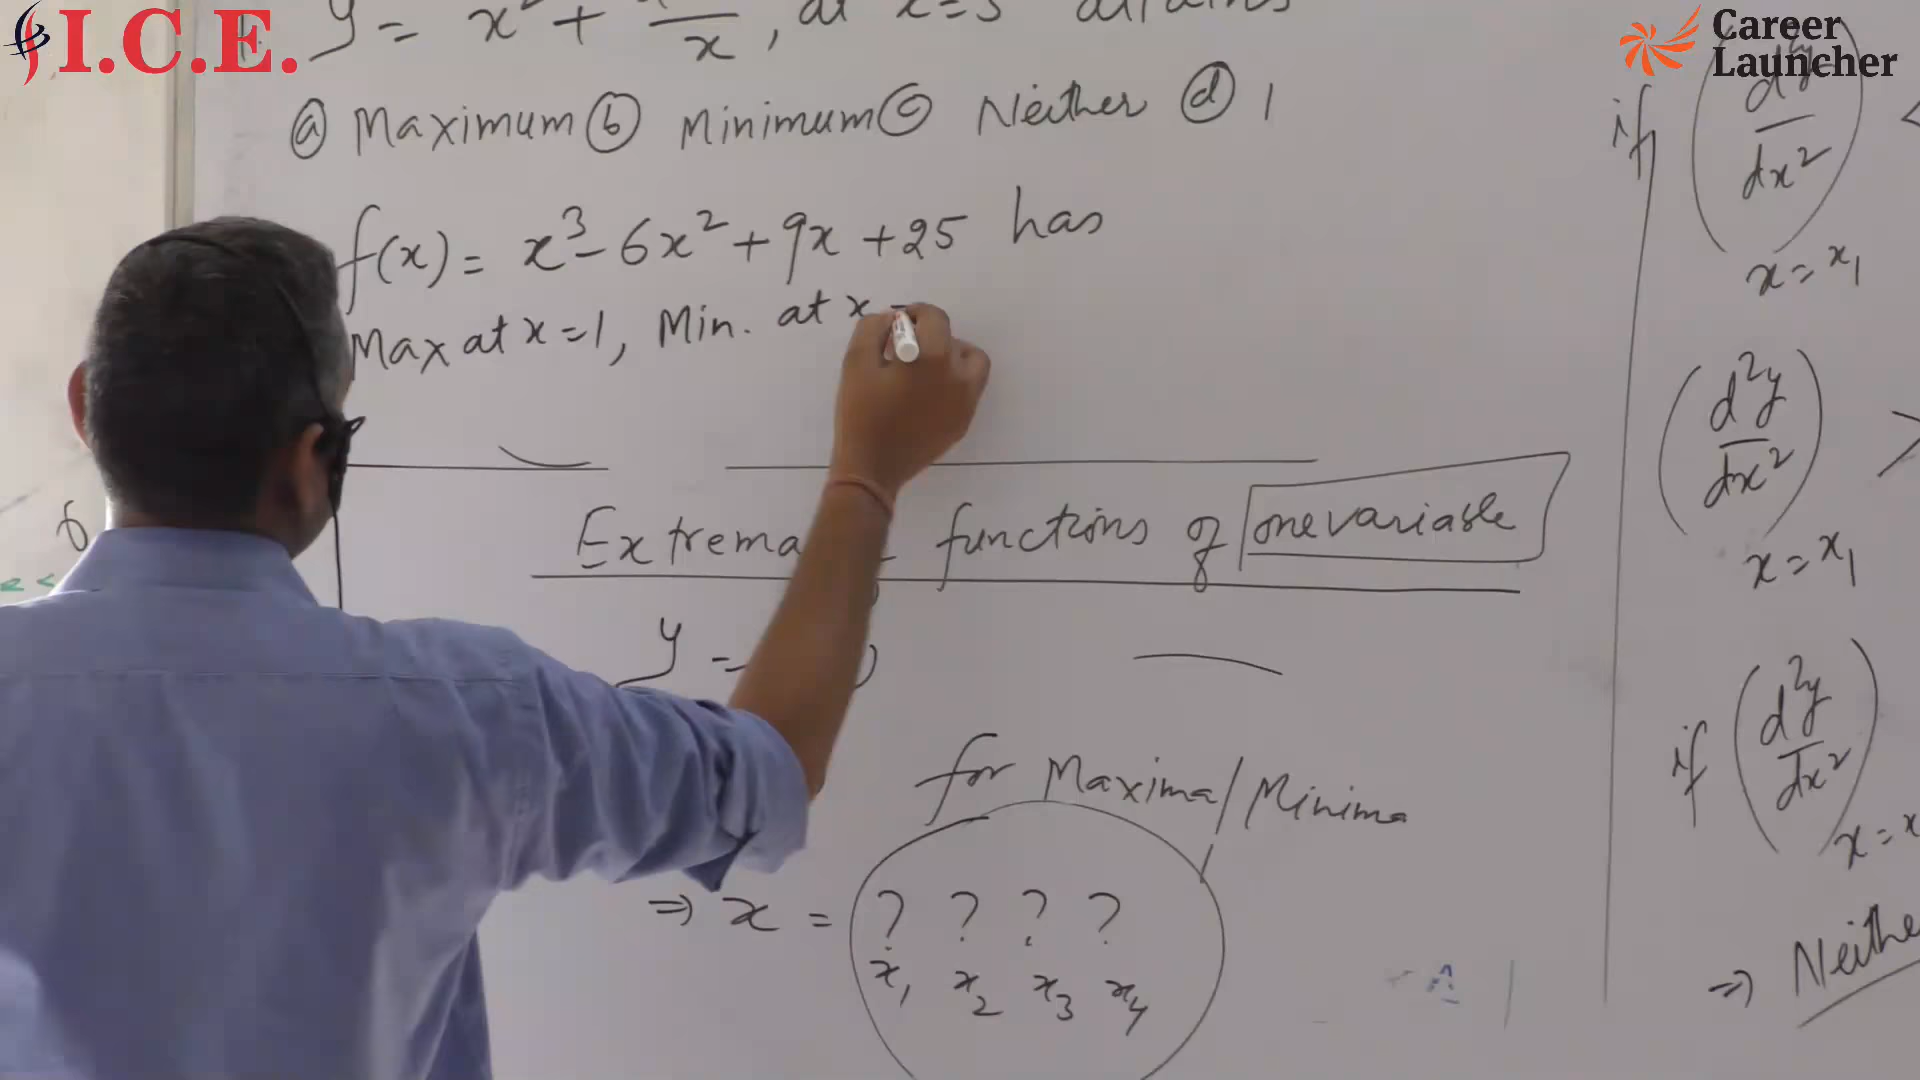 I.C.E.
Career
Launcher
y = x² + /x, at x=3
ⓐ Maximum ⓑ Minimum ⓒ Neither ⓓ 1
f(x) = x³ - 6x² + 9x + 25 has
Max at x = 1, Min. at x
Extrema functions of one variable
y =
for Maxima/Minima
⇒ x = ? ? ? ?
x₁ x₂ x₃ x₄
if (d²y/dx²) <
x = x₁
(d²y/dx²) >
x = x₁
if (d²y/dx²)
x = x
⇒ Neithe